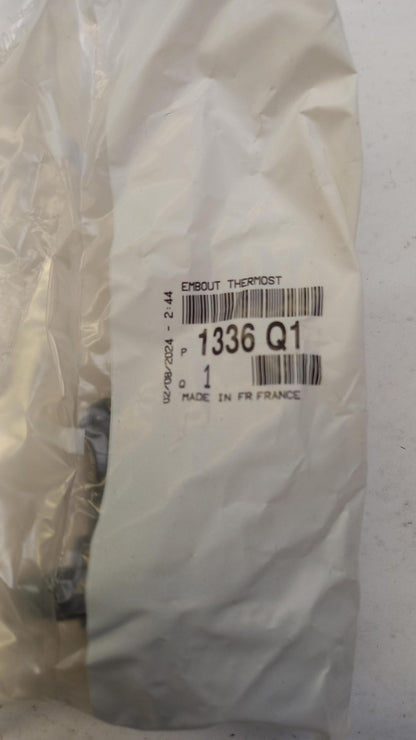 EMBOUT THERMOST
02/08/2024 - 2:44
P 1336 Q1
Q 1
MADE IN FR FRANCE